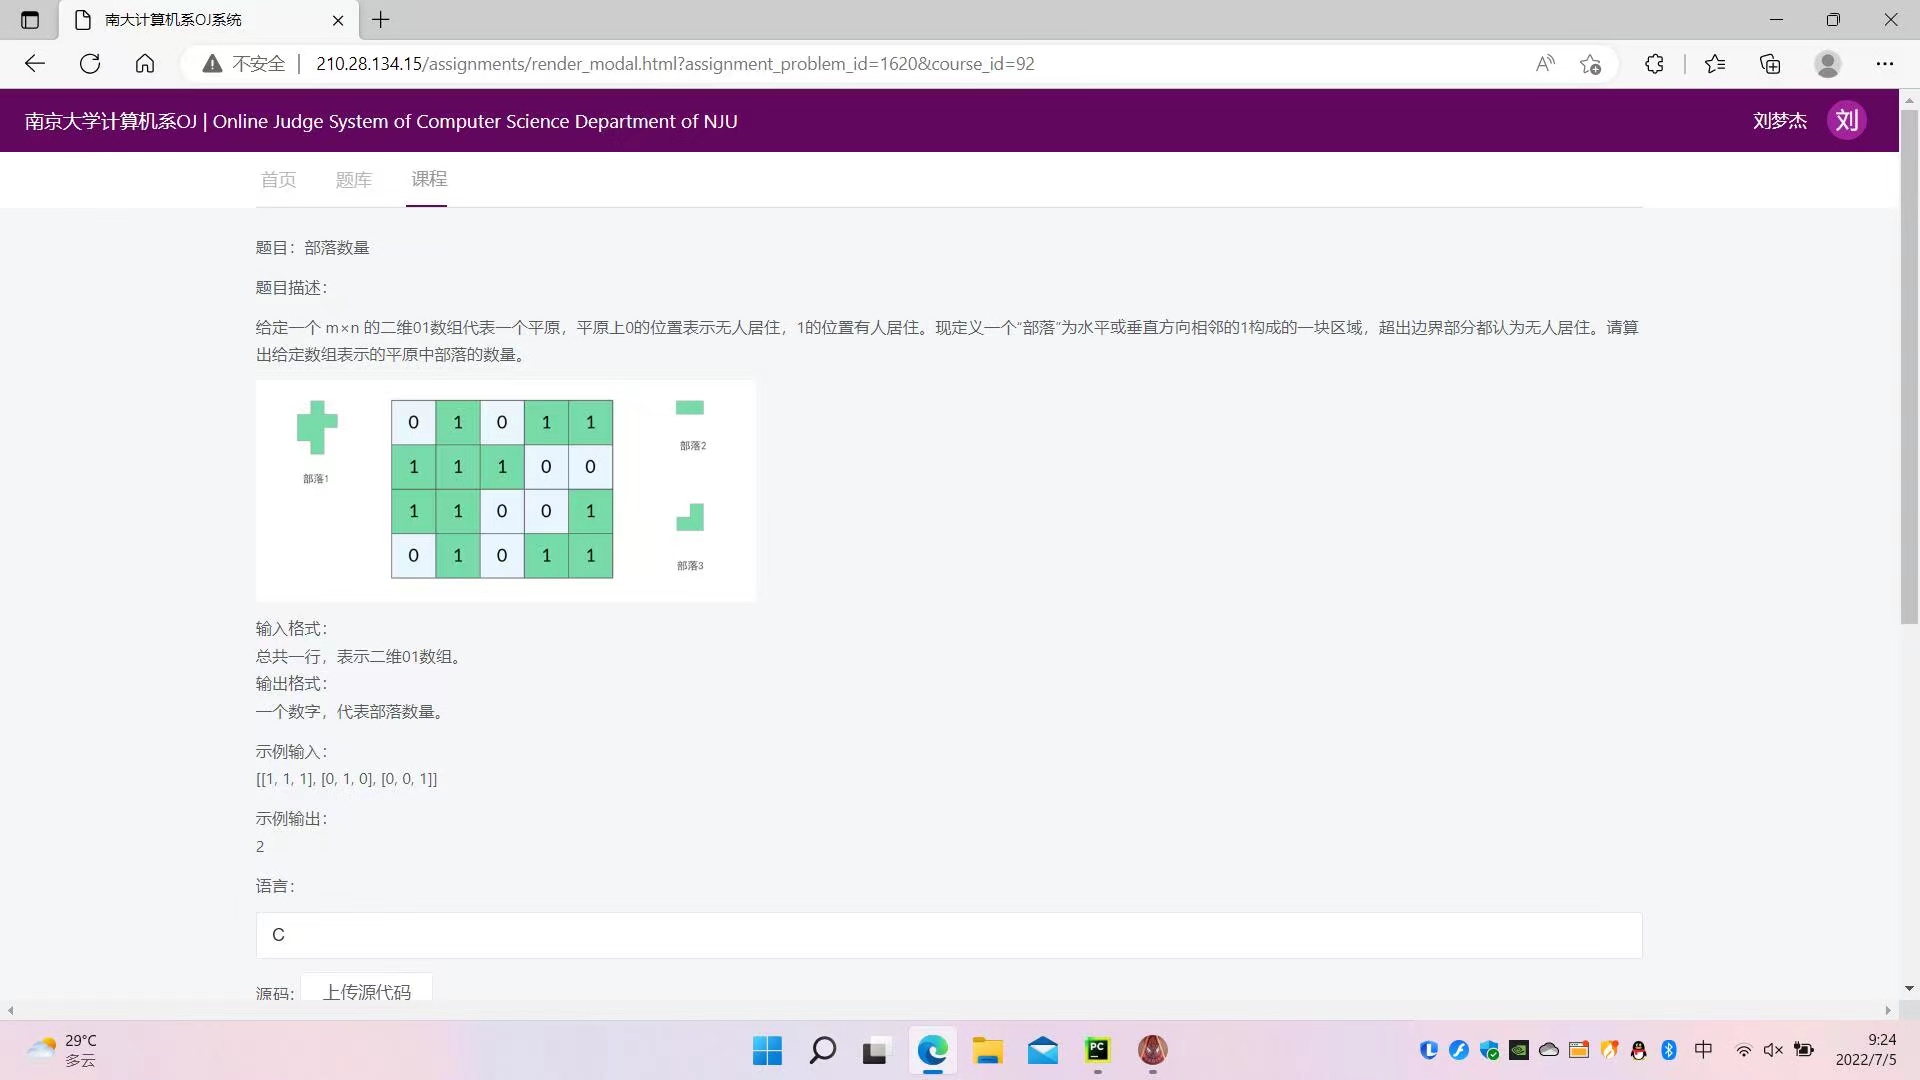 南大计算机系OJ系统
不安全 210.28.134.15/assignments/render_modal.html?assignment_problem_id=1620&course_id=92
南京大学计算机系OJ | Online Judge System of Computer Science Department of NJU
刘梦杰 刘
首页 题库 课程
题目：部落数量
题目描述：
给定一个 m×n 的二维01数组代表一个平原，平原上0的位置表示无人居住，1的位置有人居住。现定义一个“部落”为水平或垂直方向相邻的1构成的一块区域，超出边界部分都认为无人居住。请算
出给定数组表示的平原中部落的数量。
0 1 0 1 1
1 1 1 0 0
1 1 0 0 1
0 1 0 1 1
部落1
部落2
部落3
输入格式：
总共一行，表示二维01数组。
输出格式：
一个数字，代表部落数量。
示例输入：
[[1, 1, 1], [0, 1, 0], [0, 0, 1]]
示例输出：
2
语言：
C
源码： 上传源代码
29°C
多云
PC
中
9:24
2022/7/5